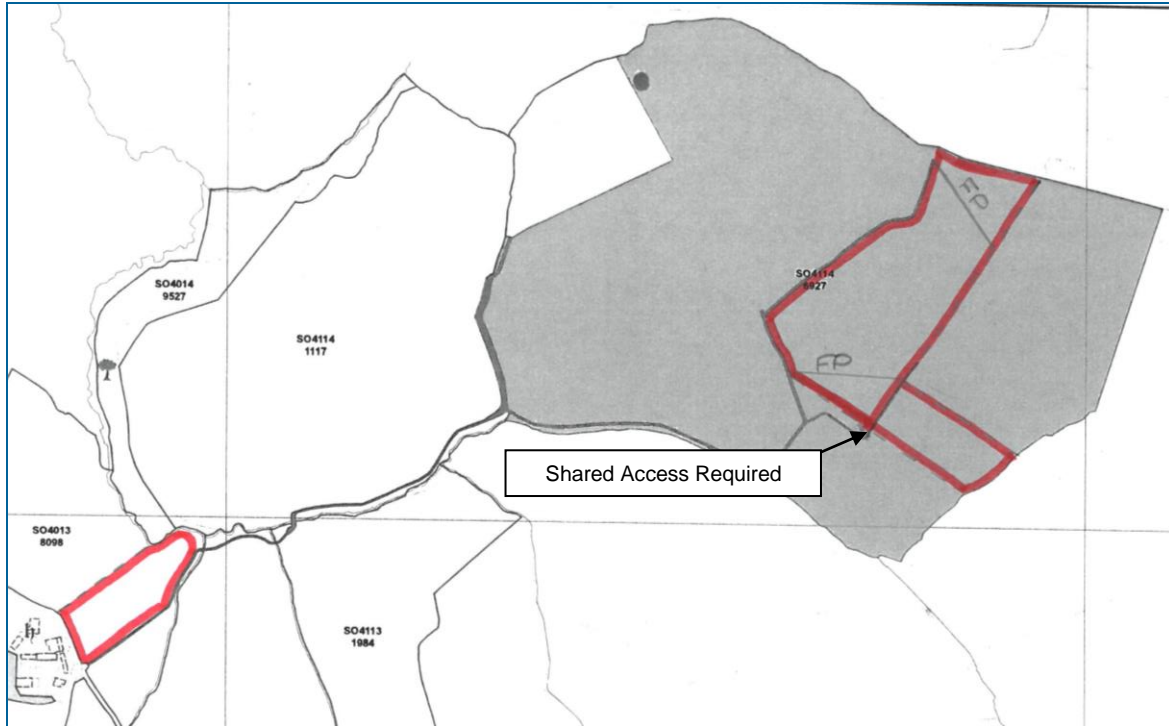 FP
SO4114
6927
SO4014
9527
SO4114
1117
FP
Shared Access Required
SO4013
8098
SO4113
1984